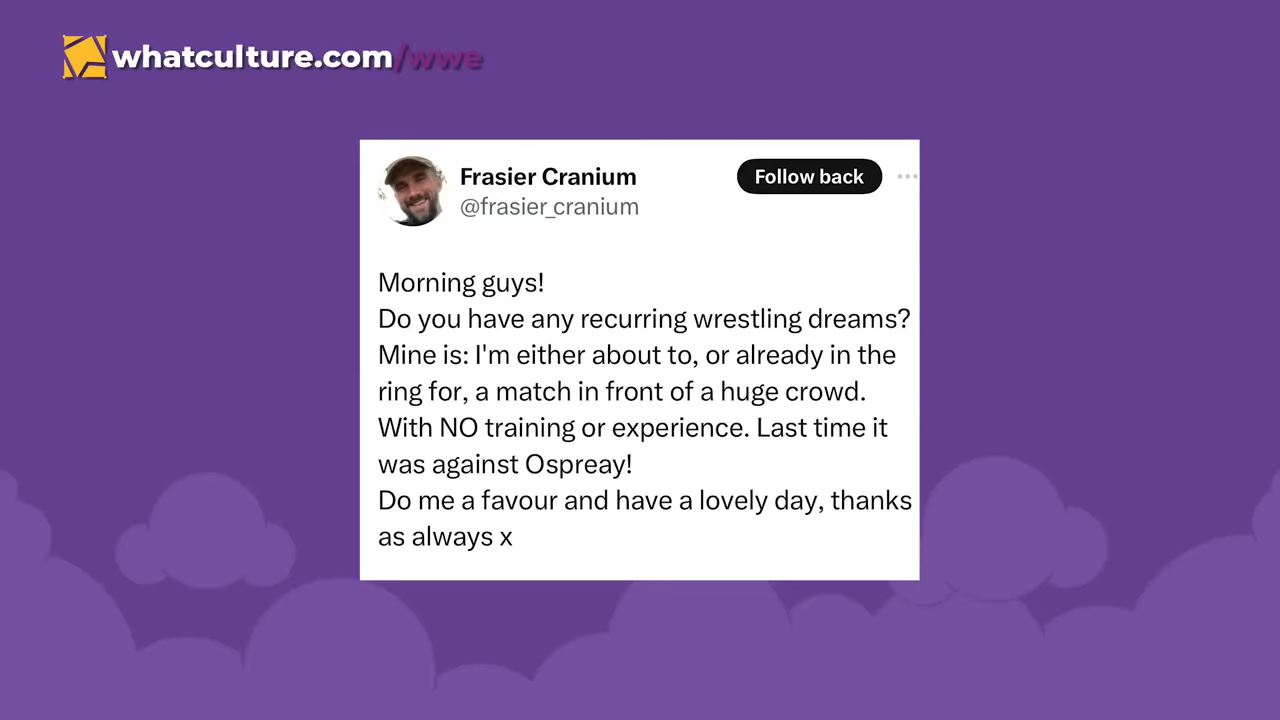 whatculture.com/wwe
Frasier Cranium
Follow back
@frasier_cranium
Morning guys!
Do you have any recurring wrestling dreams?
Mine is: I'm either about to, or already in the
ring for, a match in front of a huge crowd.
With NO training or experience. Last time it
was against Ospreay!
Do me a favour and have a lovely day, thanks
as always x